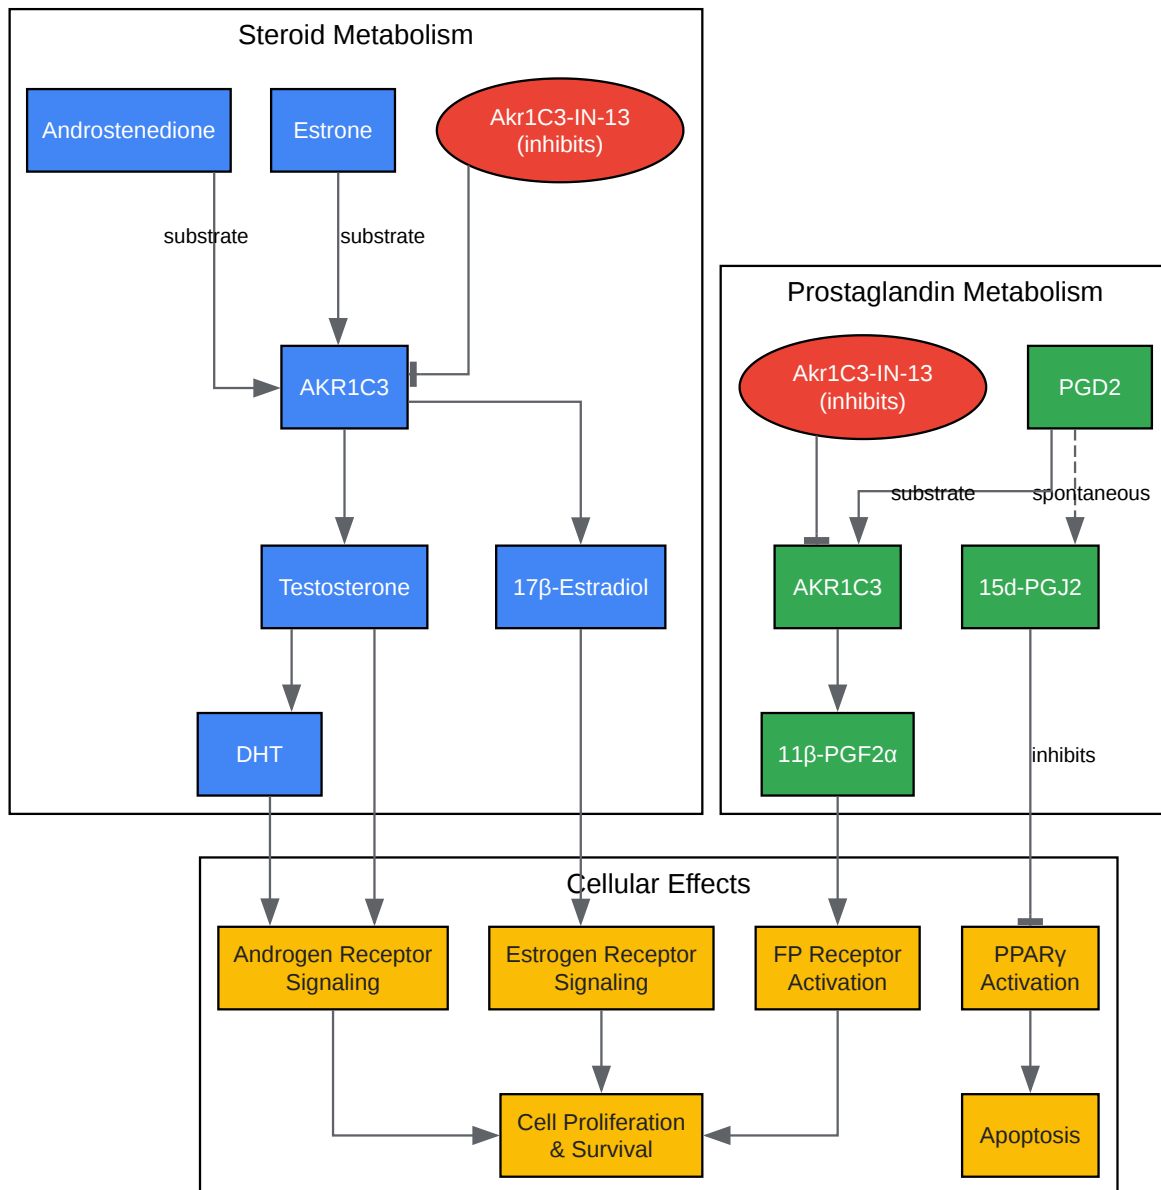 Steroid Metabolism
Androstenedione
Estrone
Akr1C3-IN-13
(inhibits)
substrate
substrate
AKR1C3
Testosterone
17β-Estradiol
DHT
Prostaglandin Metabolism
Akr1C3-IN-13
(inhibits)
PGD2
substrate
spontaneous
AKR1C3
15d-PGJ2
11β-PGF2α
inhibits
Cellular Effects
Androgen Receptor
Signaling
Estrogen Receptor
Signaling
FP Receptor
Activation
PPARγ
Activation
Cell Proliferation
& Survival
Apoptosis